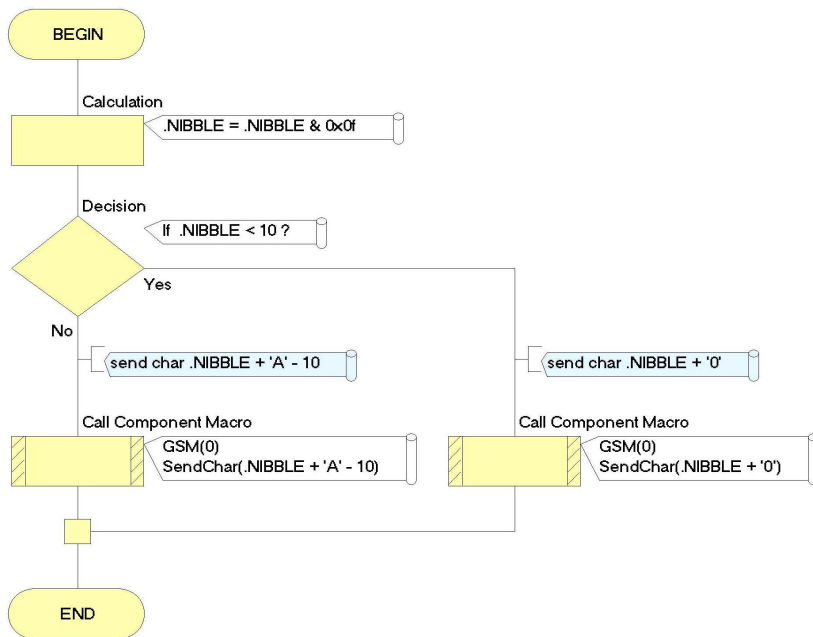 BEGIN
Calculation
.NIBBLE = .NIBBLE & 0x0f
Decision
If .NIBBLE < 10 ?
Yes
No
send char .NIBBLE + 'A' - 10
send char .NIBBLE + '0'
Call Component Macro
GSM(0)
SendChar(.NIBBLE + 'A' - 10)
Call Component Macro
GSM(0)
SendChar(.NIBBLE + '0')
END